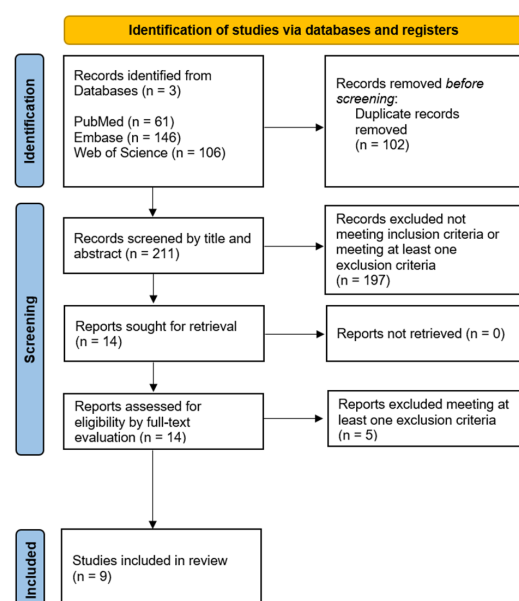 Identification of studies via databases and registers
Identification
Records identified from
Databases (n = 3)
PubMed (n = 61)
Embase (n = 146)
Web of Science (n = 106)
Records removed before
screening:
Duplicate records
removed
(n = 102)
Screening
Records screened by title and
abstract (n = 211)
Records excluded not
meeting inclusion criteria or
meeting at least one
exclusion criteria
(n = 197)
Reports sought for retrieval
(n = 14)
Reports not retrieved (n = 0)
Reports assessed for
eligibility by full-text
evaluation (n = 14)
Reports excluded meeting at
least one exclusion criteria
(n = 5)
Included
Studies included in review
(n = 9)